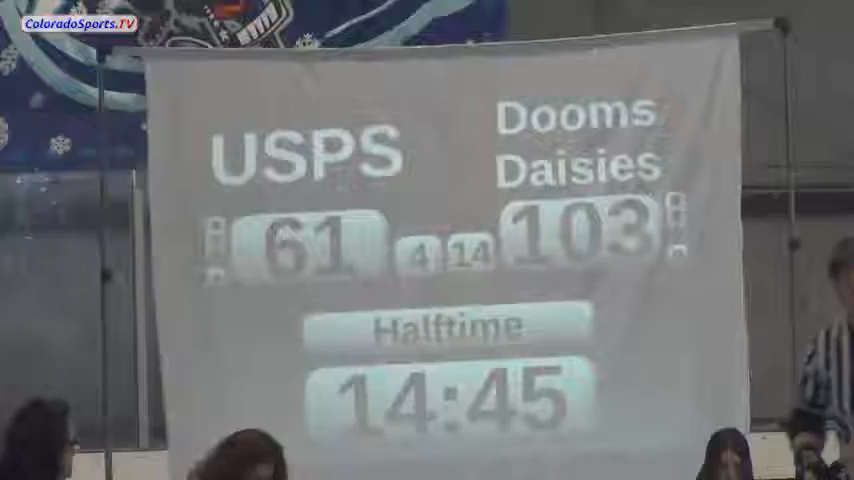 ColoradoSports.TV
USPS
Dooms
Daisies
61
4
14
103
Halftime
14:45